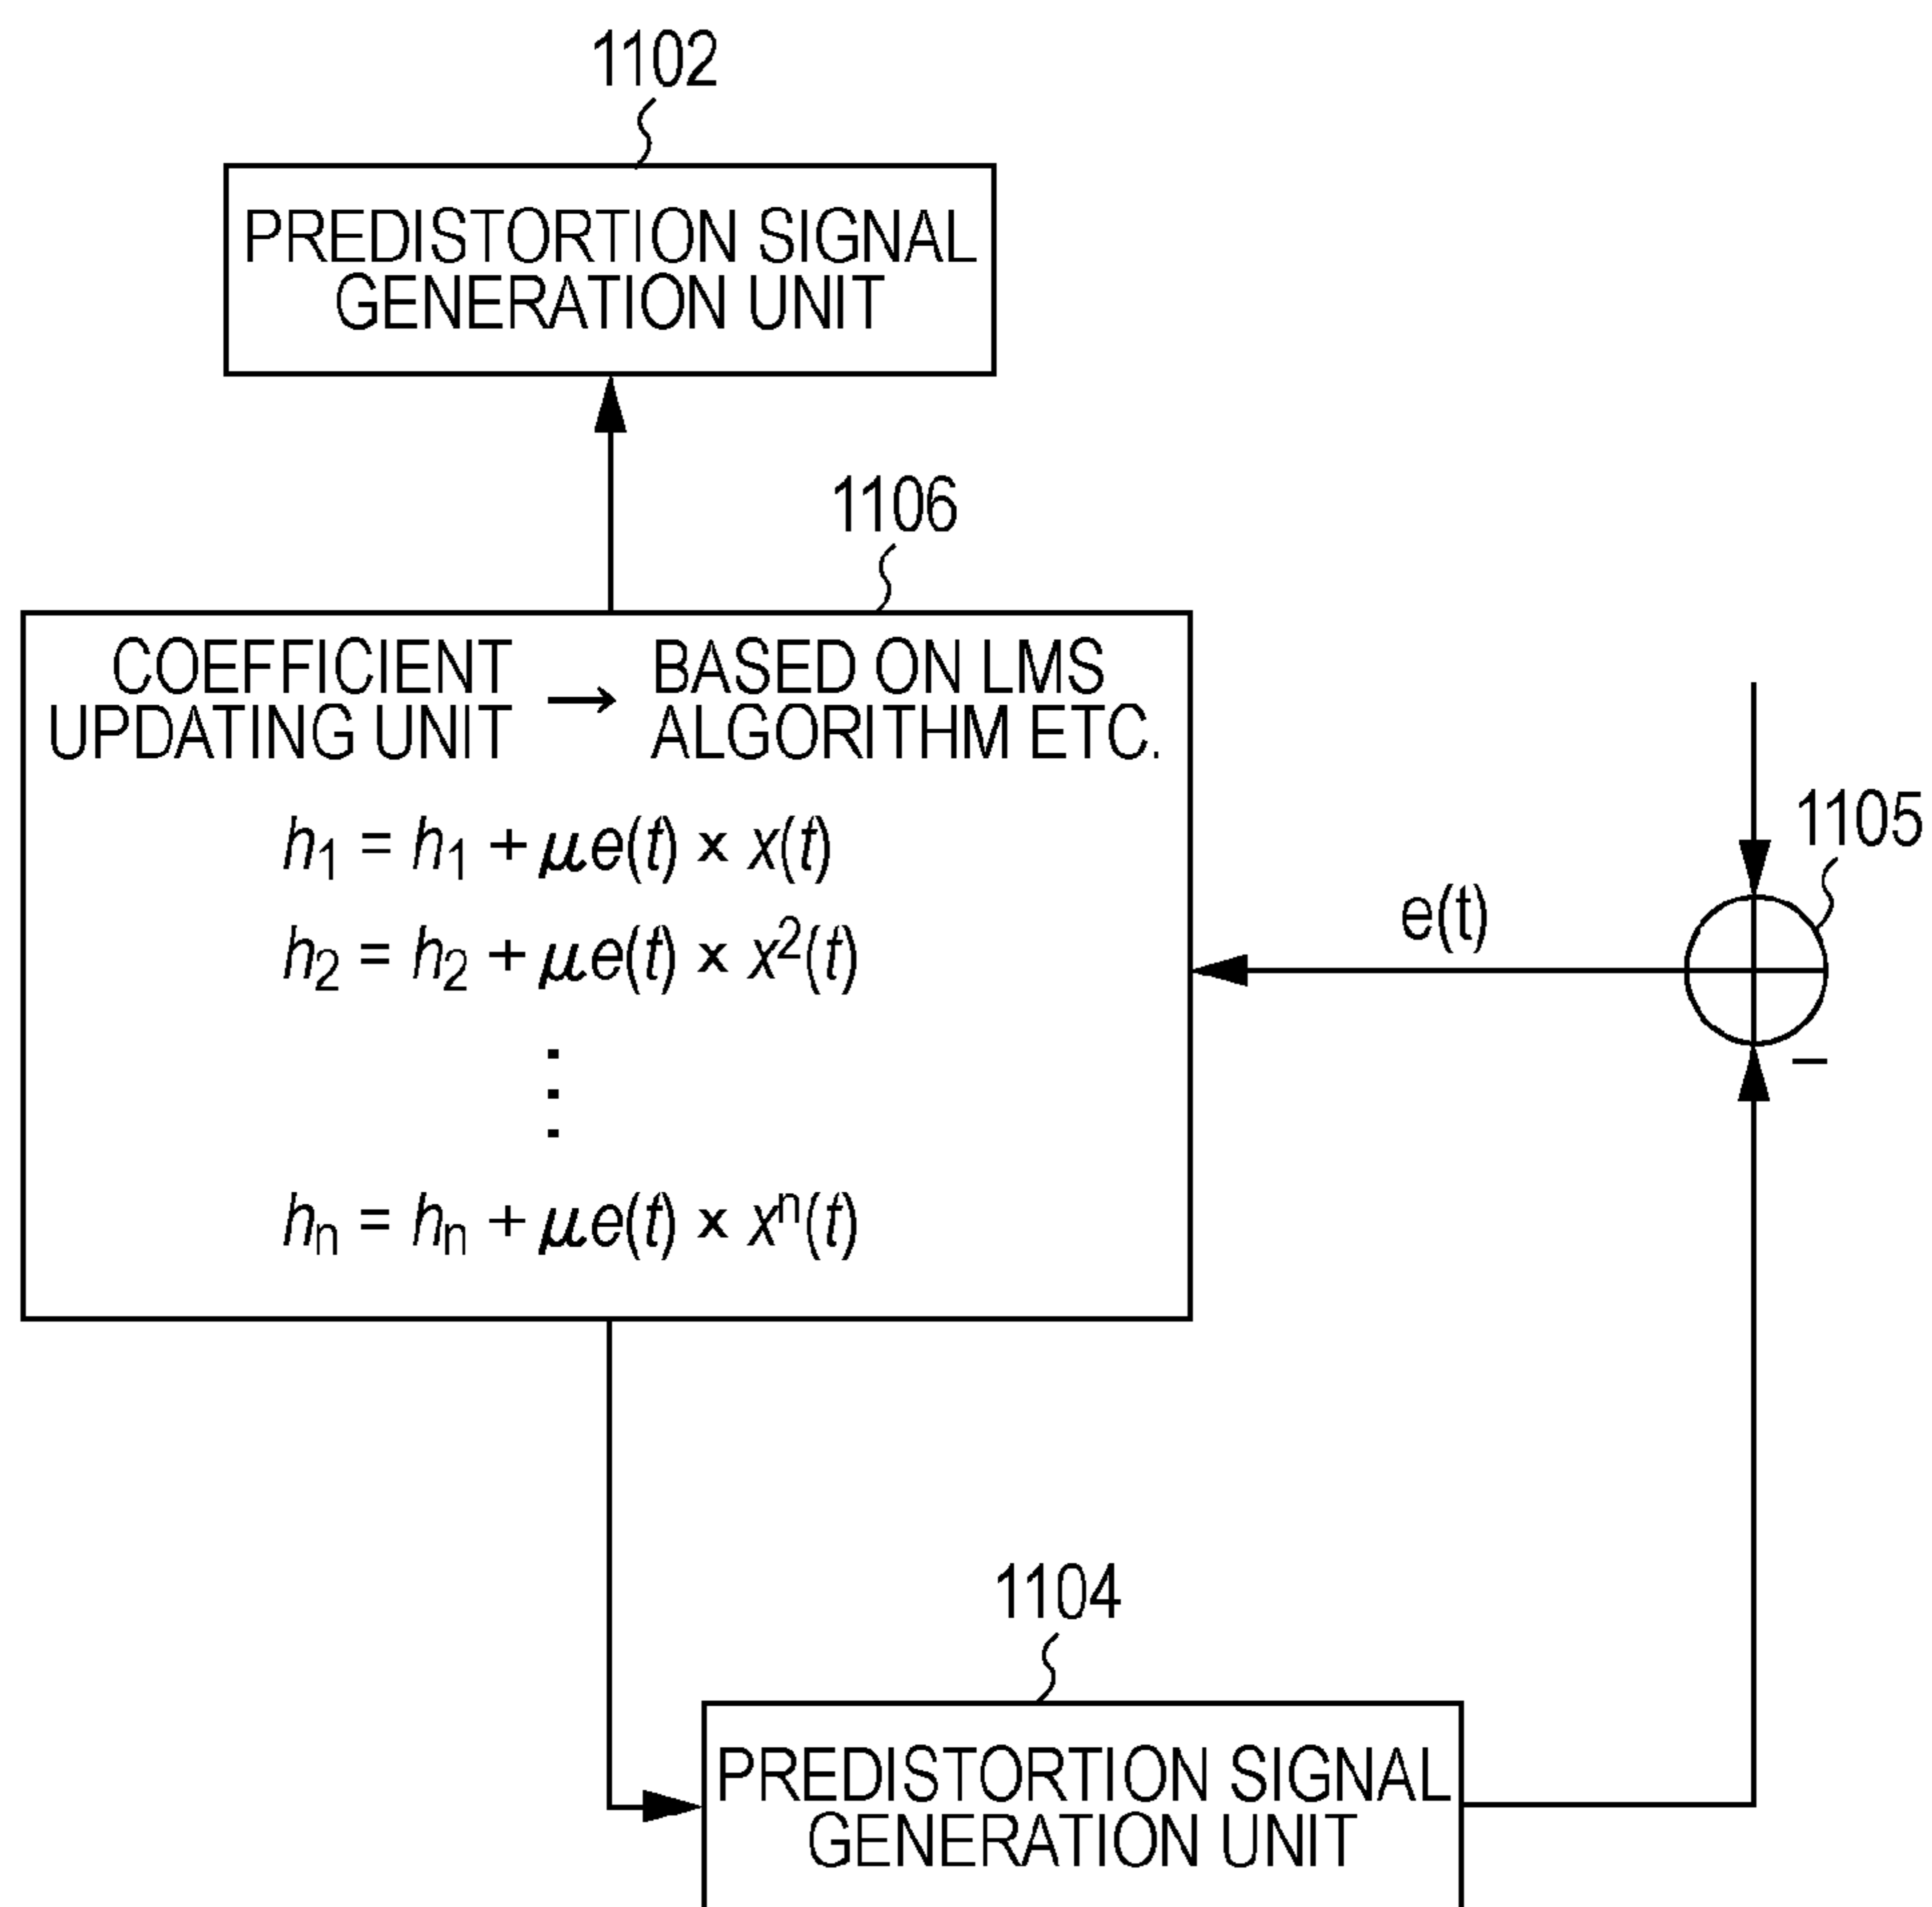 1102
PREDISTORTION SIGNAL
GENERATION UNIT
1106
COEFFICIENT
UPDATING UNIT
→
BASED ON LMS
ALGORITHM ETC.
h₁ = h₁ + μe(t) × x(t)
h₂ = h₂ + μe(t) × x²(t)
⋮
hₙ = hₙ + μe(t) × xⁿ(t)
e(t)
1105
−
1104
PREDISTORTION SIGNAL
GENERATION UNIT